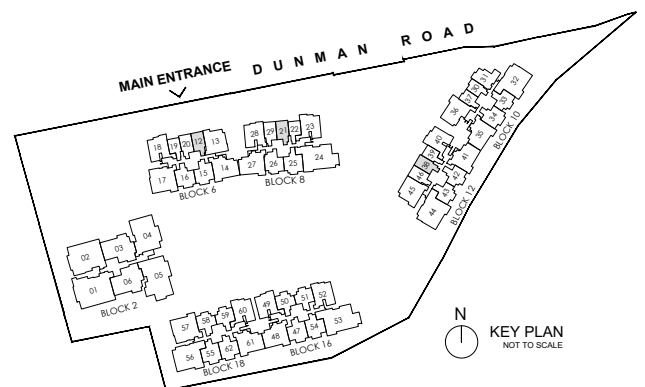 DUNMAN ROAD
MAIN ENTRANCE
18 19 20 12 13
17 16 15 14
BLOCK 6
28 29 21 22 23
27 26 25 24
BLOCK 8
31 32
30
37 33
36 34
35
BLOCK 10
40
39 41
38
46 42
45 43
44
BLOCK 12
02 03 04
01 06 05
BLOCK 2
57 58 59 60
56 55 62 61
BLOCK 18
49 50 51 52
48 47 54 53
BLOCK 16
N
KEY PLAN
NOT TO SCALE